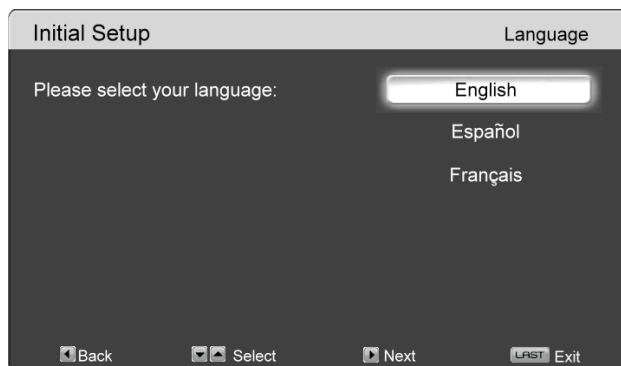 Initial Setup Language
Please select your language: English
Español
Français
Back Select Next LAST Exit